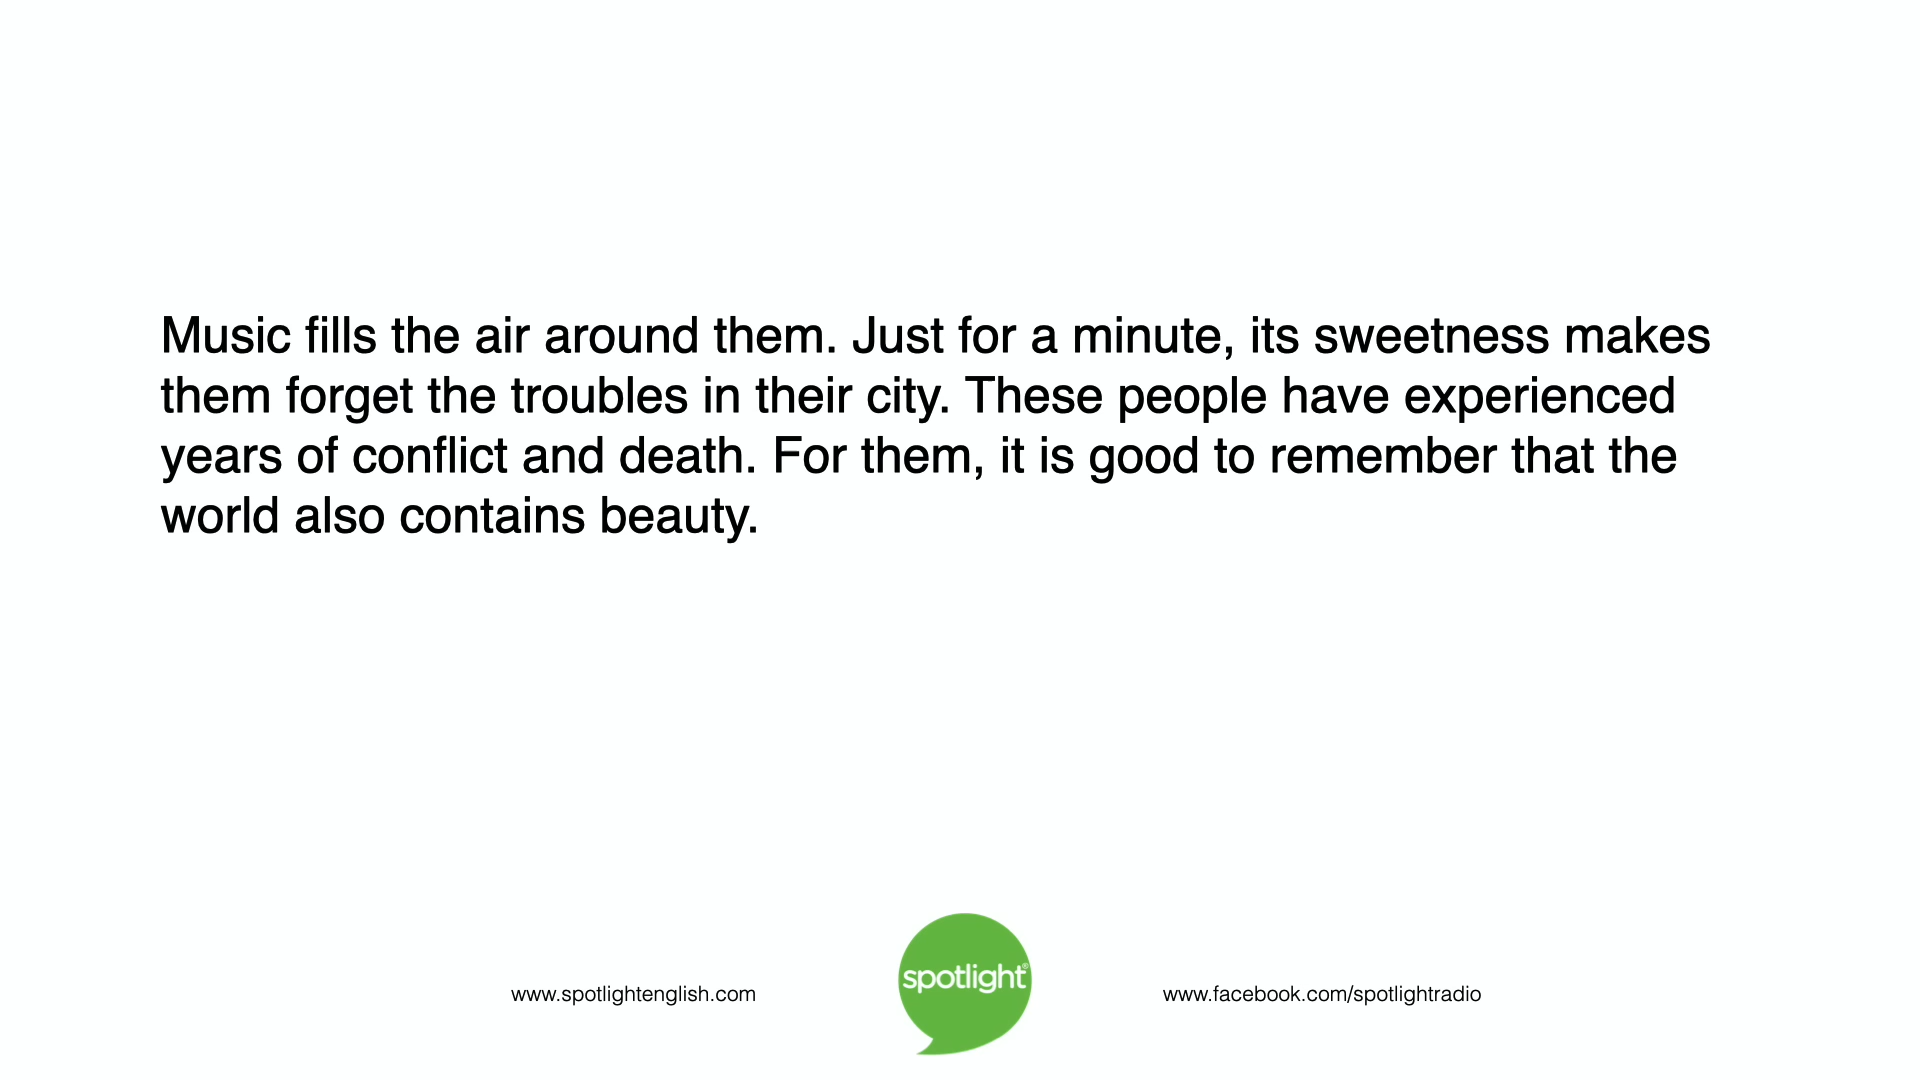 Music fills the air around them. Just for a minute, its sweetness makes
them forget the troubles in their city. These people have experienced
years of conflict and death. For them, it is good to remember that the
world also contains beauty.
www.spotlightenglish.com
spotlight®
www.facebook.com/spotlightradio